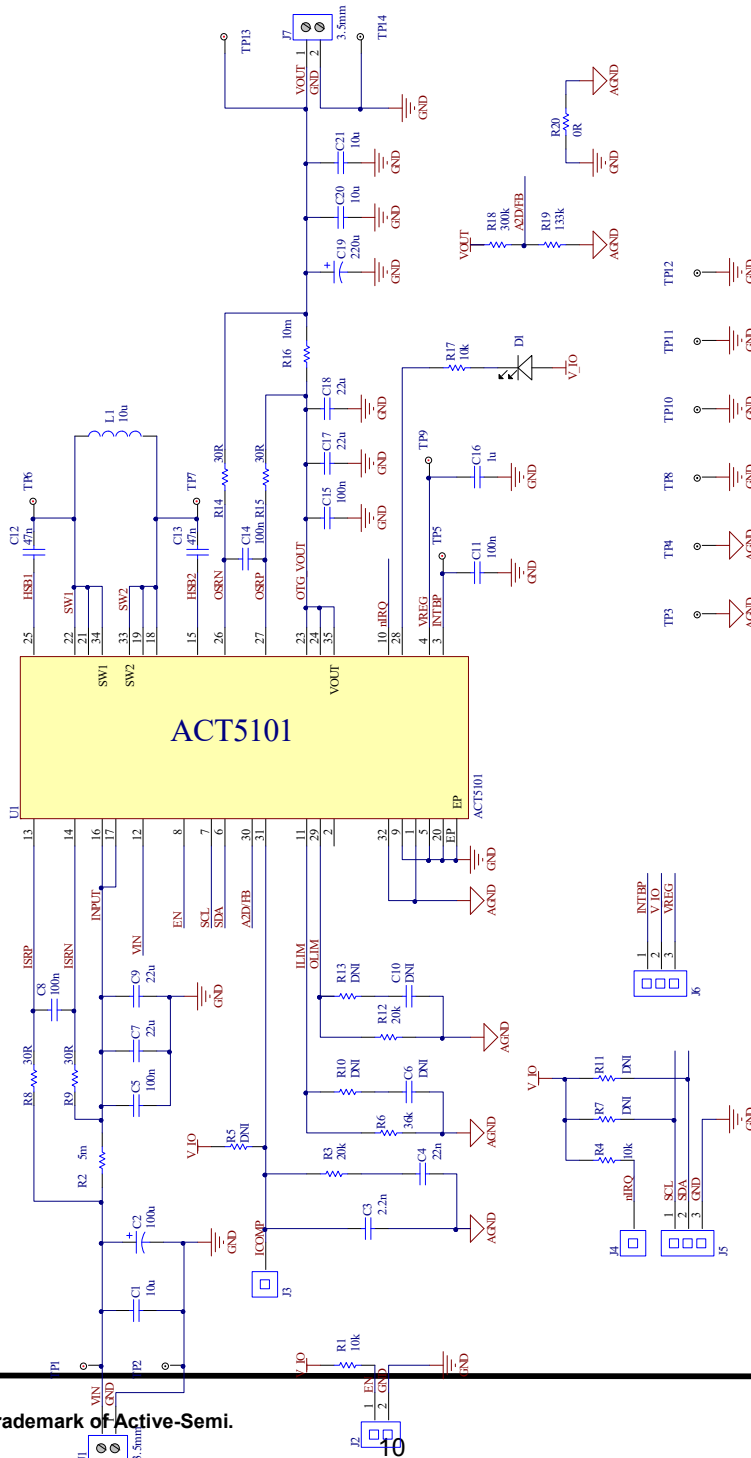 J7
3.5mm
1
2
VOUT
GND
TP13
TP14
GND
C21
10u
GND
C20
10u
GND
C19
220u
+
GND
R20
0R
GND
AGND
VOUT
R18
300k
A2D/FB
R19
133k
AGND
R16
10m
L1
10u
C12
47n
TP6
HSB1
SW1
SW2
C13
47n
TP7
HSB2
R14
30R
R15
30R
C14
100n
OSRN
OSRP
OTG_VOUT
C15
100n
GND
C17
22u
GND
C18
22u
GND
R17
10k
D1
V_IO
nIRQ
VREG
INTBP
TP9
C16
1u
GND
TP5
C11
100n
GND
TP12
GND
TP11
GND
TP10
GND
TP8
GND
TP4
AGND
TP3
AGND
25
22
21
34
33
19
18
15
26
27
23
24
35
10
28
4
3
SW1
SW2
VOUT
ACT5101
U1
ACT5101
EP
13
14
16
17
12
8
7
6
30
31
11
29
2
32
9
1
5
20
EP
GND
AGND
ISRP
ISRN
INPUT
VIN
EN
SCL
SDA
A2D/FB
ILIM
OLIM
C8
100n
R8
30R
R9
30R
C9
22u
C7
22u
C5
100n
GND
R2
5m
C2
100u
+
C1
10u
GND
TP1
TP2
VIN
GND
3.5mm
V_IO
R5
DNI
R3
20k
C4
22n
C3
2.2n
AGND
ICOMP
J3
R13
DNI
C10
DNI
R12
20k
AGND
R10
DNI
C6
DNI
R6
36k
AGND
INTBP
V_IO
VREG
1
2
3
J6
V_IO
R11
DNI
R7
DNI
R4
10k
nIRQ
J4
SCL
SDA
GND
1
2
3
J5
GND
V_IO
R1
10k
EN
GND
1
2
J2
GND
rademark of Active-Semi.
10